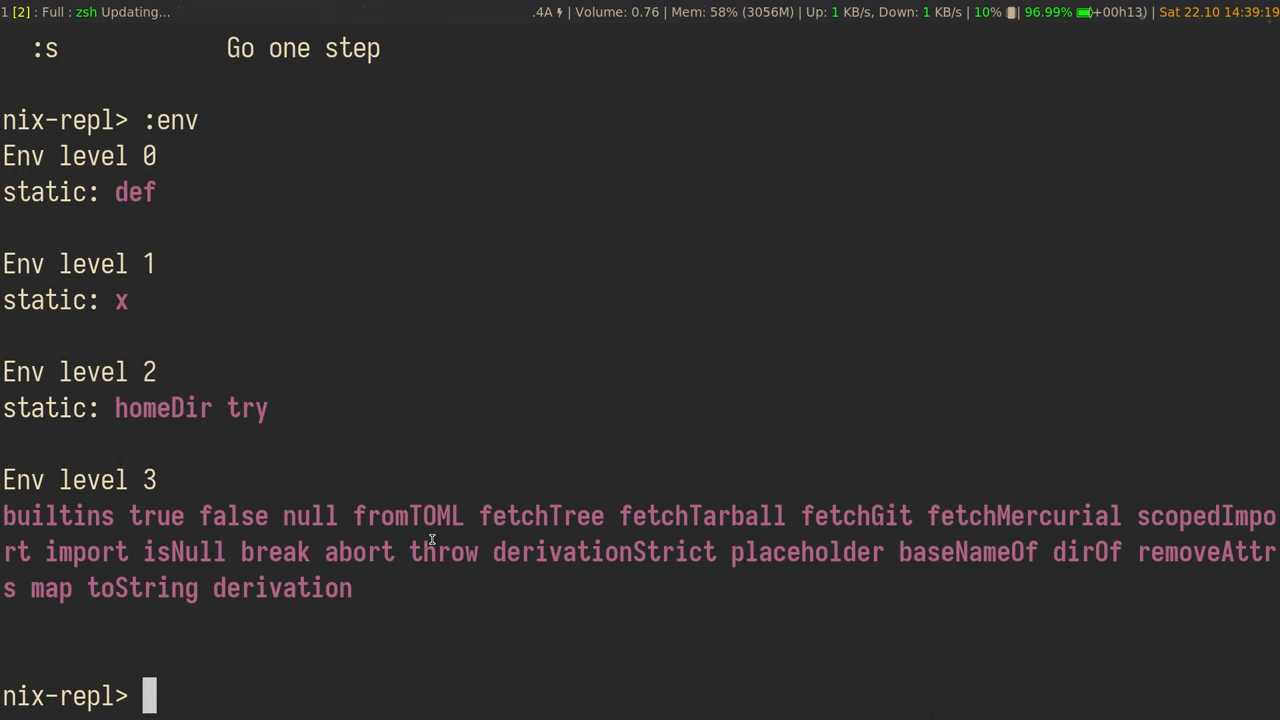 1 [2] : Full : zsh Updating... .4A | Volume: 0.76 | Mem: 58% (3056M) | Up: 1 KB/s, Down: 1 KB/s | 10% | 96.99% +00h13) | Sat 22.10 14:39:19
:s Go one step
nix-repl> :env
Env level 0
static: def
Env level 1
static: x
Env level 2
static: homeDir try
Env level 3
builtins true false null fromTOML fetchTree fetchTarball fetchGit fetchMercurial scopedImpo
rt import isNull break abort throw derivationStrict placeholder baseNameOf dirOf removeAttr
s map toString derivation
nix-repl>